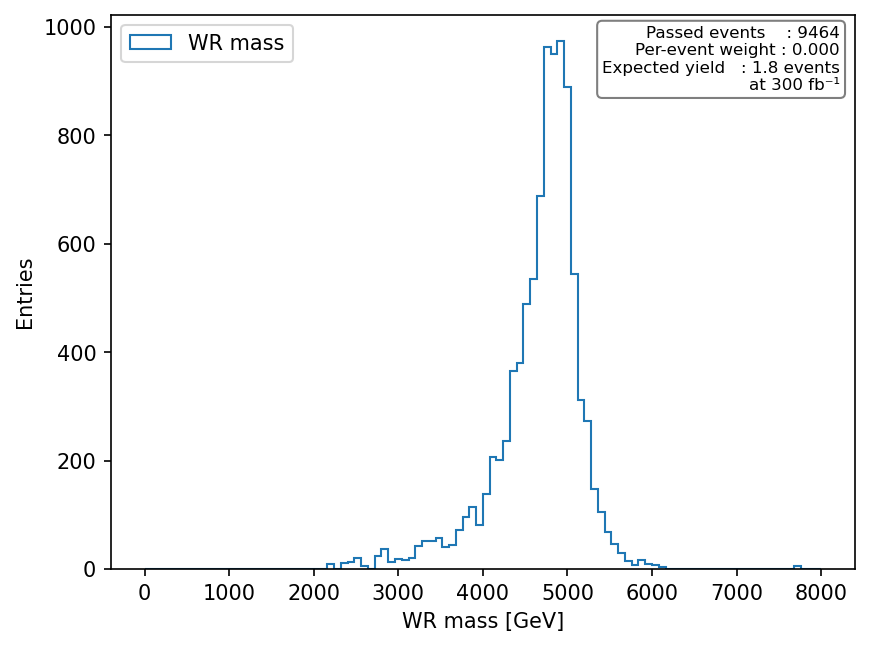 WR mass
Passed events : 9464
Per-event weight : 0.000
Expected yield : 1.8 events
at 300 fb⁻¹
Entries
1000
800
600
400
200
0
0 1000 2000 3000 4000 5000 6000 7000 8000
WR mass [GeV]